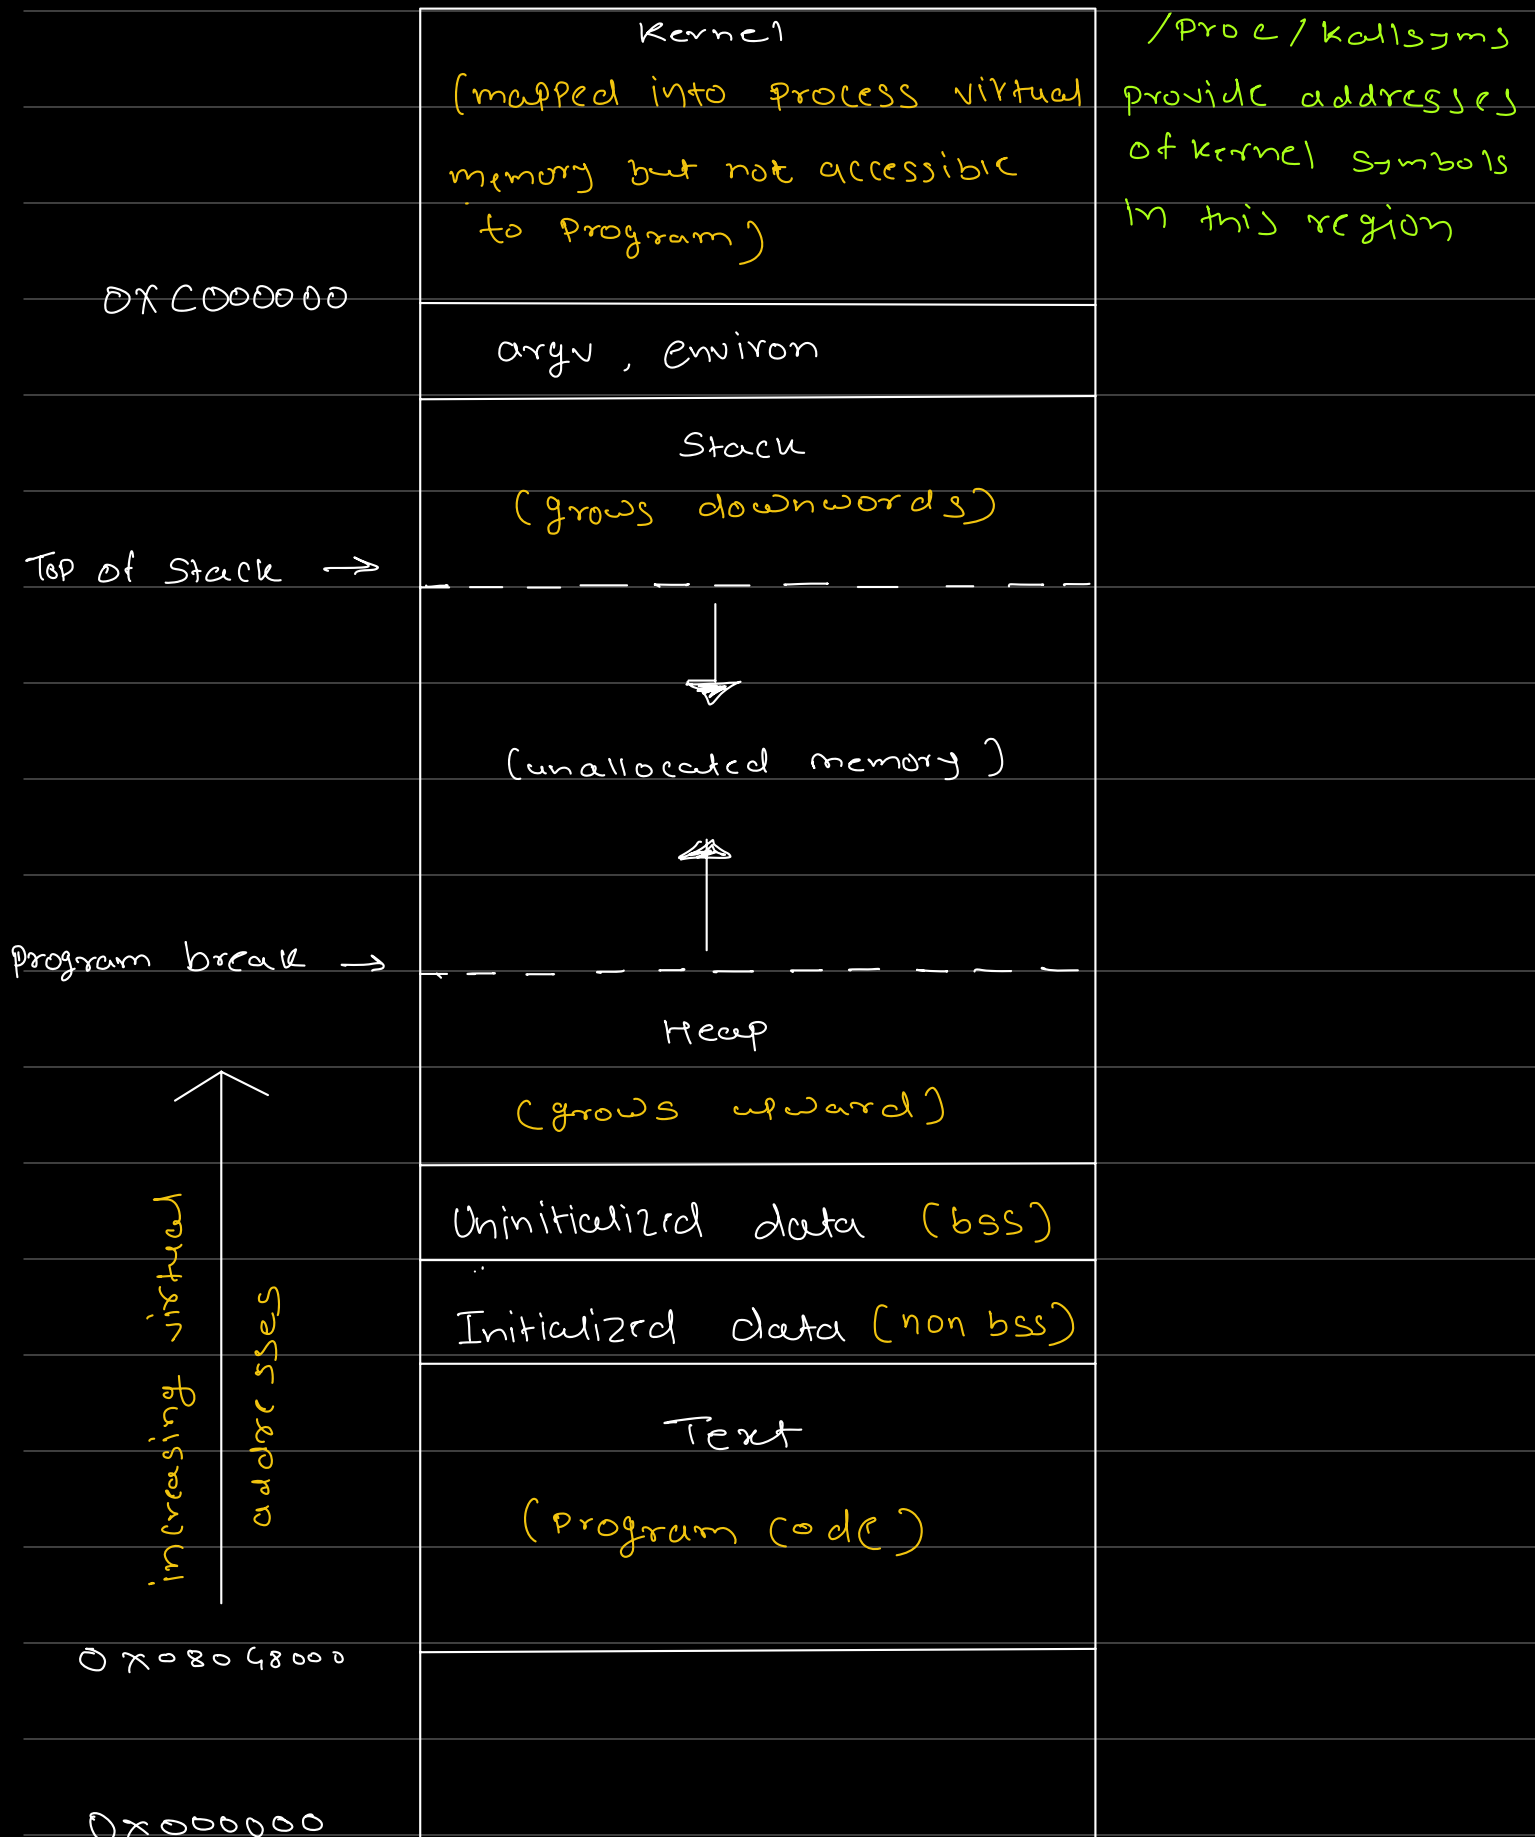 Kernel
/proc/kallsyms
(mapped into process virtual
provide addresses
memory but not accessible
of kernel symbols
to Program)
in this region
0XC000000
argv, environ
Stack
(grows downwords)
Top of Stack →
(unallocated memory)
Program break →
Heap
(grows upward)
Uninitialized data (bss)
Initialized data (non bss)
increasing virtual
addresses
Text
(Program Code)
0x08048000
0x000000